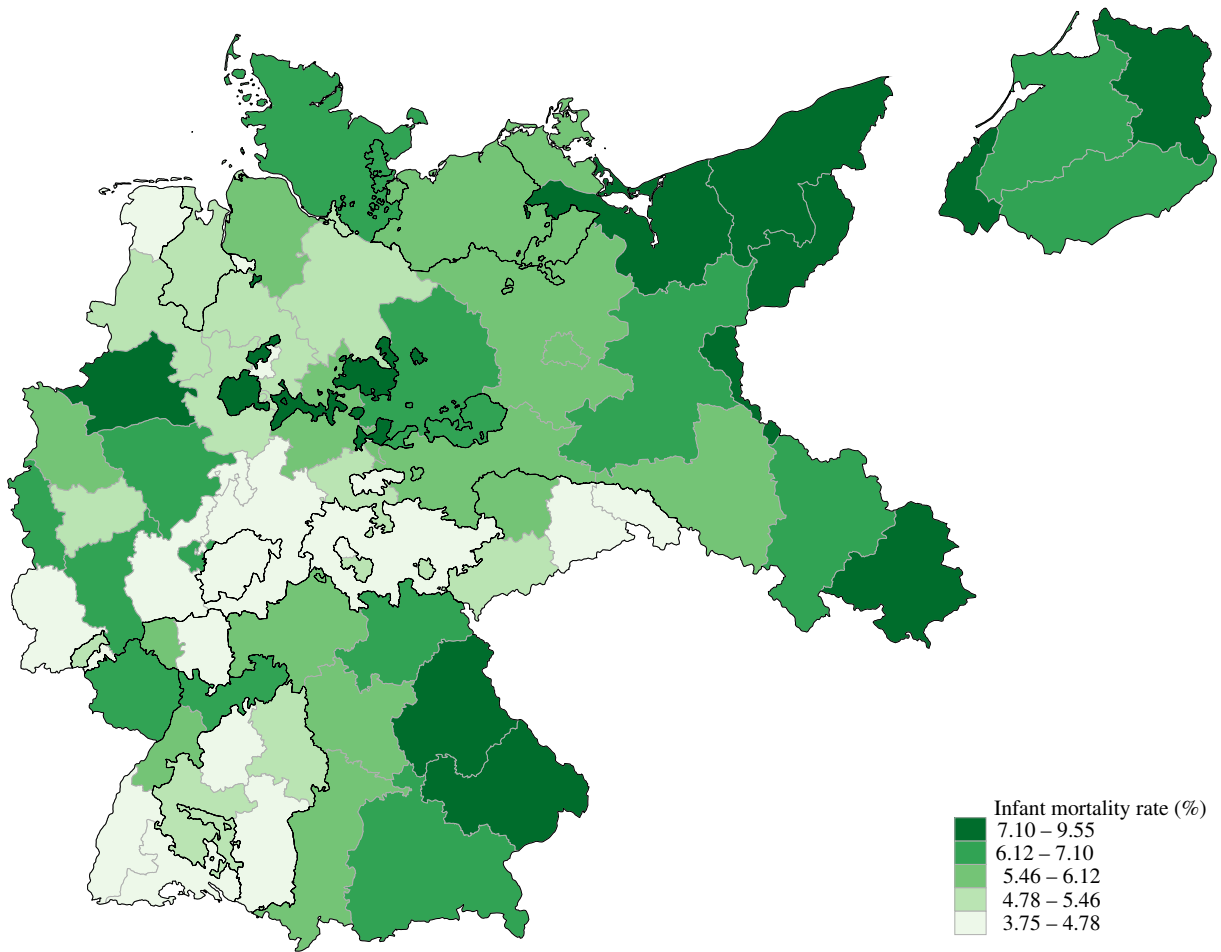 Infant mortality rate (%)
7.10 – 9.55
6.12 – 7.10
5.46 – 6.12
4.78 – 5.46
3.75 – 4.78